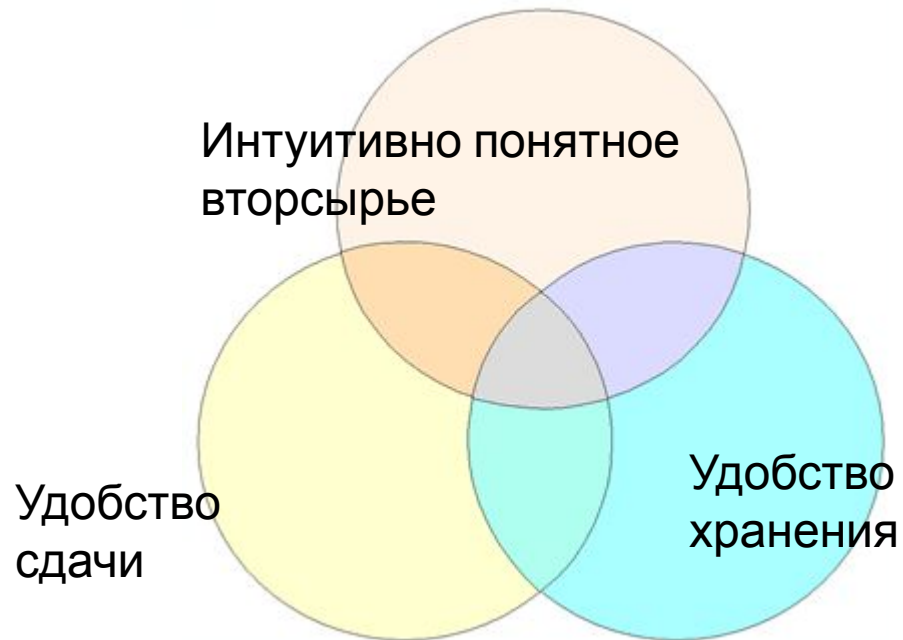 Интуитивно понятное
вторсырье
Удобство
сдачи
Удобство
хранения